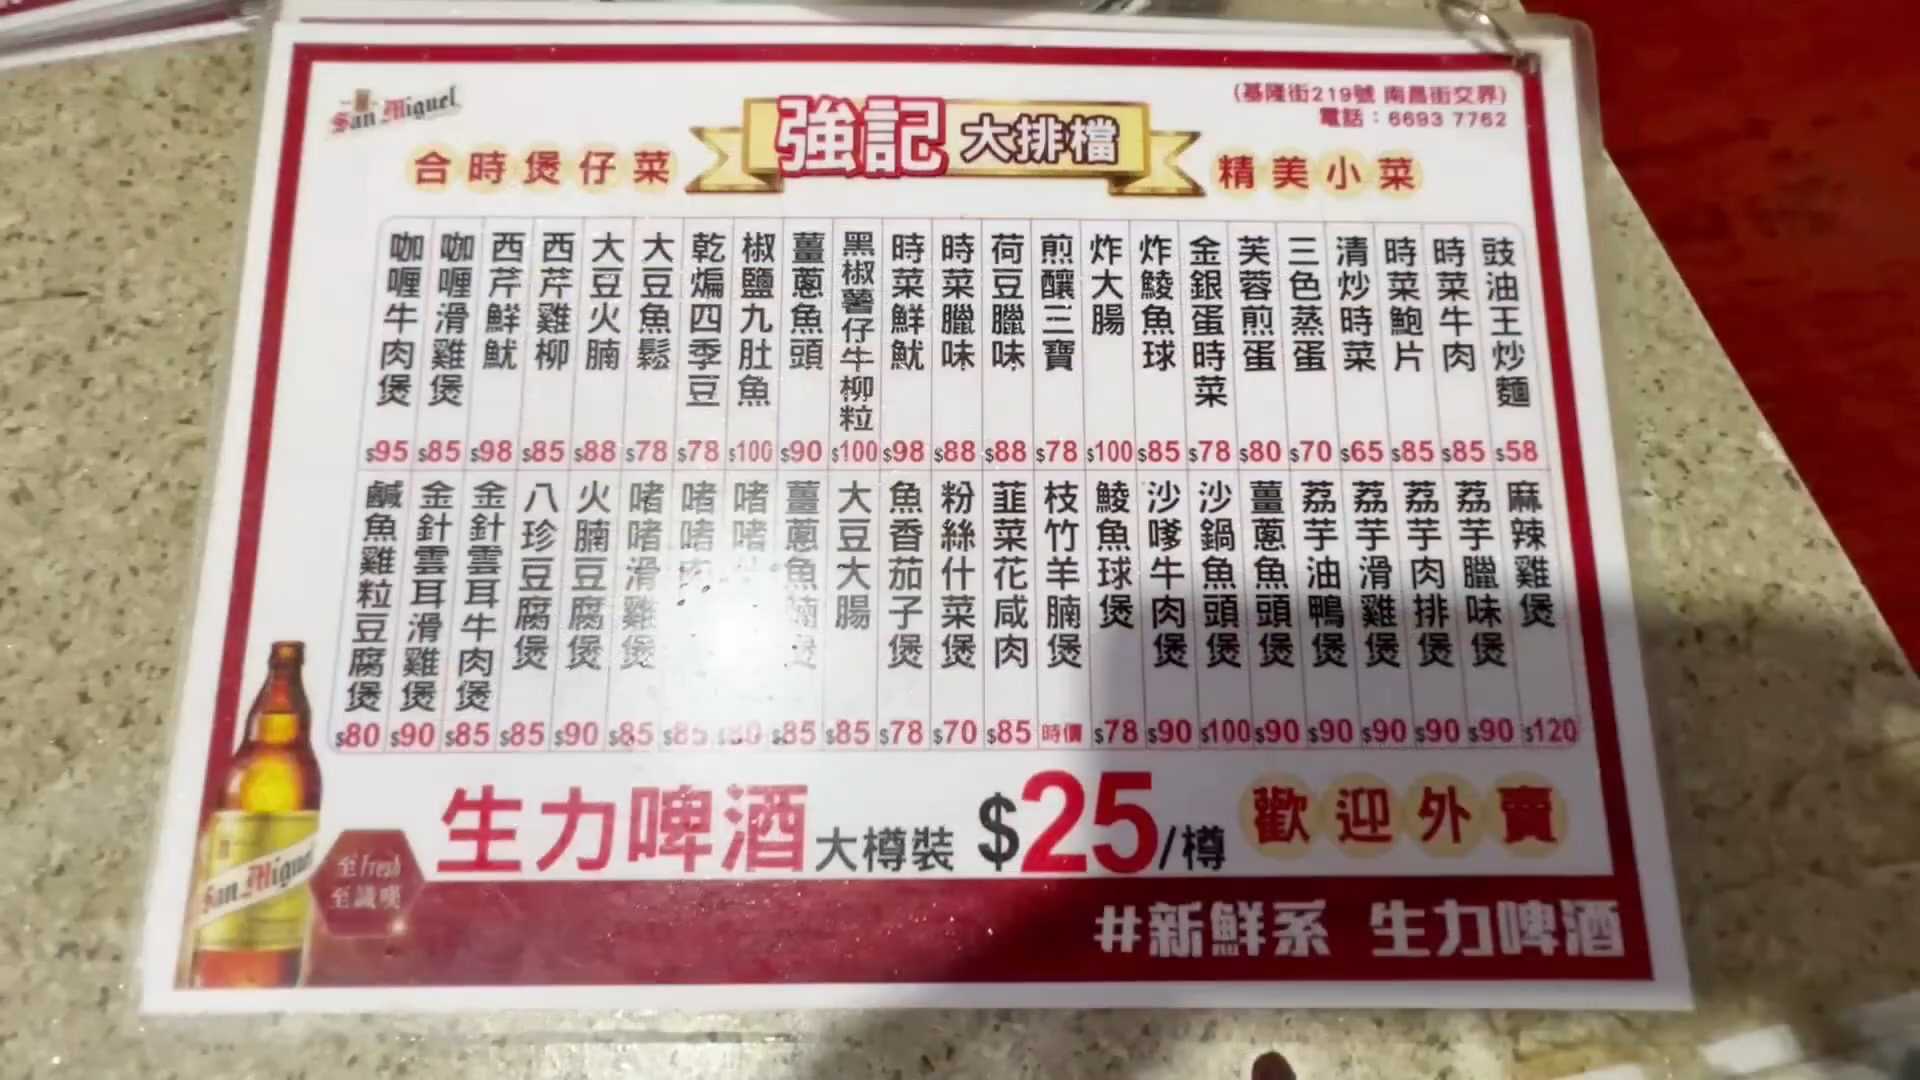 San Miguel
強記 大排檔
(基隆街219號 南昌街交界)
電話：6693 7762
合時煲仔菜
精美小菜
咖喱牛肉煲 $95
咖喱滑雞煲 $85
西芹鮮魷 $98
西芹雞柳 $85
大豆火腩 $88
大豆魚鬆 $78
乾煸四季豆 $78
椒鹽九肚魚 $100
薑蔥魚頭 $90
黑椒薯仔牛柳粒 $100
時菜鮮魷 $98
時菜臘味 $88
荷豆臘味 $88
煎釀三寶 $78
炸大腸 $100
炸鯪魚球 $85
金銀蛋時菜 $78
芙蓉煎蛋 $80
三色蒸蛋 $70
清炒時菜 $65
時菜鮑片 $85
時菜牛肉 $85
豉油王炒麵 $58
鹹魚雞粒豆腐煲 $80
金針雲耳滑雞煲 $90
金針雲耳牛肉煲 $85
八珍豆腐煲 $85
火腩豆腐煲 $90
啫啫滑雞煲 $85
啫啫肉 $85
啫啫 $80
薑蔥魚腩煲 $85
大豆大腸 $85
魚香茄子煲 $78
粉絲什菜煲 $70
韮菜花咸肉 $85
枝竹羊腩煲 時價
鯪魚球煲 $78
沙嗲牛肉煲 $90
沙鍋魚頭煲 $100
薑蔥魚頭煲 $90
荔芋油鴨煲 $90
荔芋滑雞煲 $90
荔芋肉排煲 $90
荔芋臘味煲 $90
麻辣雞煲 $120
生力啤酒 大樽裝 $25/樽
歡迎外賣
San Miguel
至fresh
至讚嘆
#新鮮系 生力啤酒